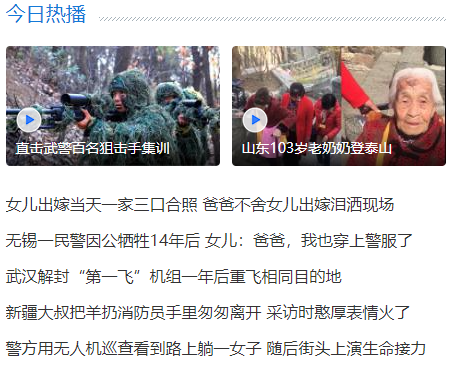 今日热播
直击武警百名狙击手集训
山东103岁老奶奶登泰山
女儿出嫁当天一家三口合照 爸爸不舍女儿出嫁泪洒现场
无锡一民警因公牺牲14年后 女儿：爸爸，我也穿上警服了
武汉解封“第一飞”机组一年后重飞相同目的地
新疆大叔把羊扔消防员手里匆匆离开 采访时憨厚表情火了
警方用无人机巡查看到路上躺一女子 随后街头上演生命接力